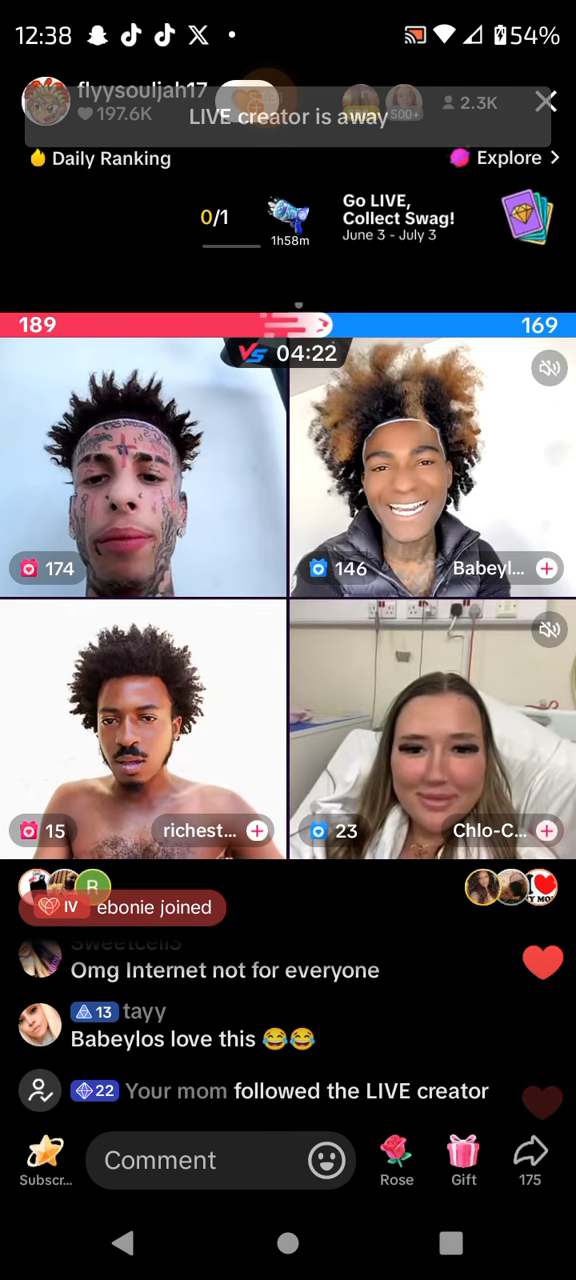 12:38
54%
flyysouljah17
197.6K
500+
2.3K
LIVE creator is away
Daily Ranking
Explore
0/1
1h58m
Go LIVE,
Collect Swag!
June 3 - July 3
189
169
VS 04:22
174
146
Babeyl...
15
richest...
23
Chlo-C...
R
IV ebonie joined
Omg Internet not for everyone
13 tayy
Babeylos love this 😂😂
22 Your mom followed the LIVE creator
Comment
Subscr...
Rose
Gift
175